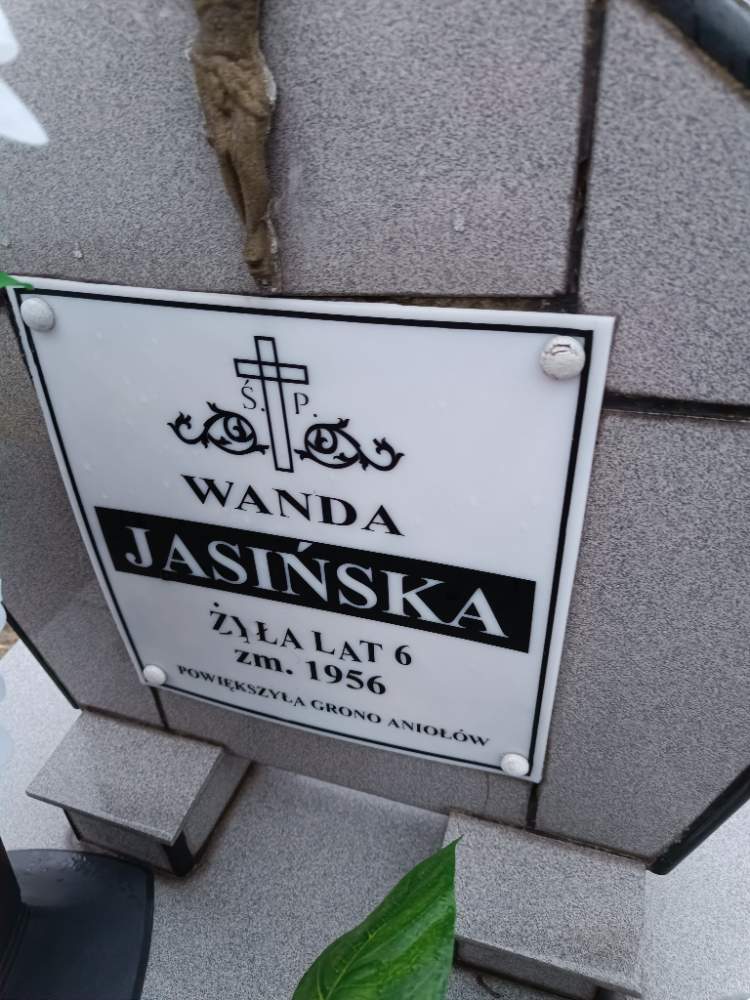 Ś. P.
WANDA
JASIŃSKA
ŻYŁA LAT 6
zm. 1956
POWIĘKSZYŁA GRONO ANIOŁÓW